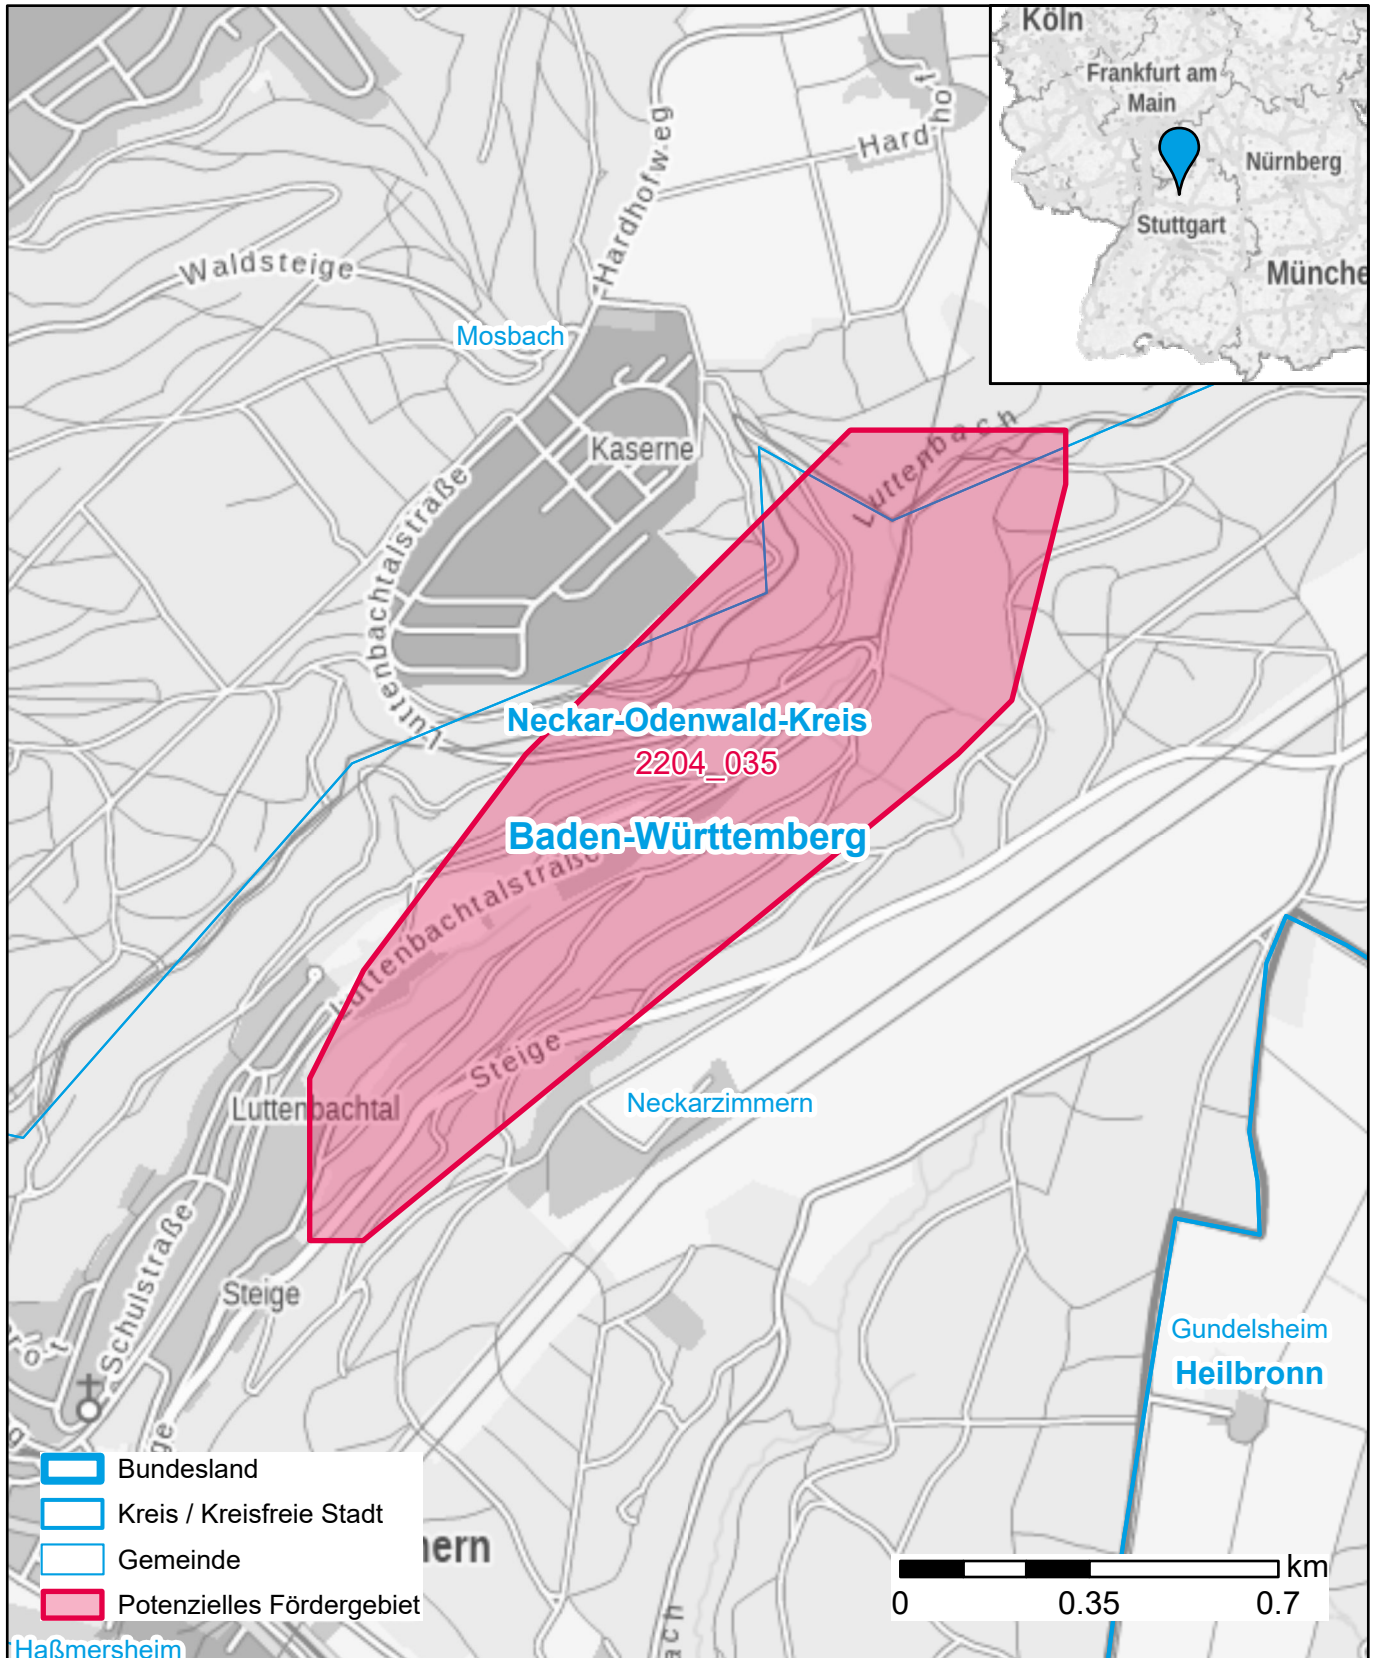 Köln
Frankfurt am
Main
Nürnberg
Stuttgart
Münche
Hardhof
Hardhofweg
Waldsteige
Mosbach
Kaserne
Luttenbach
Luttenbachtalstraße
Neckar-Odenwald-Kreis
2204_035
Baden-Württemberg
Luttenbachtalstraße
Steige
Neckarzimmern
Luttenbachtal
Schulstraße
Steige
Gundelsheim
Heilbronn
Bundesland
Kreis / Kreisfreie Stadt
Gemeinde
Potenzielles Fördergebiet
Haßmersheim
km
0
0.35
0.7